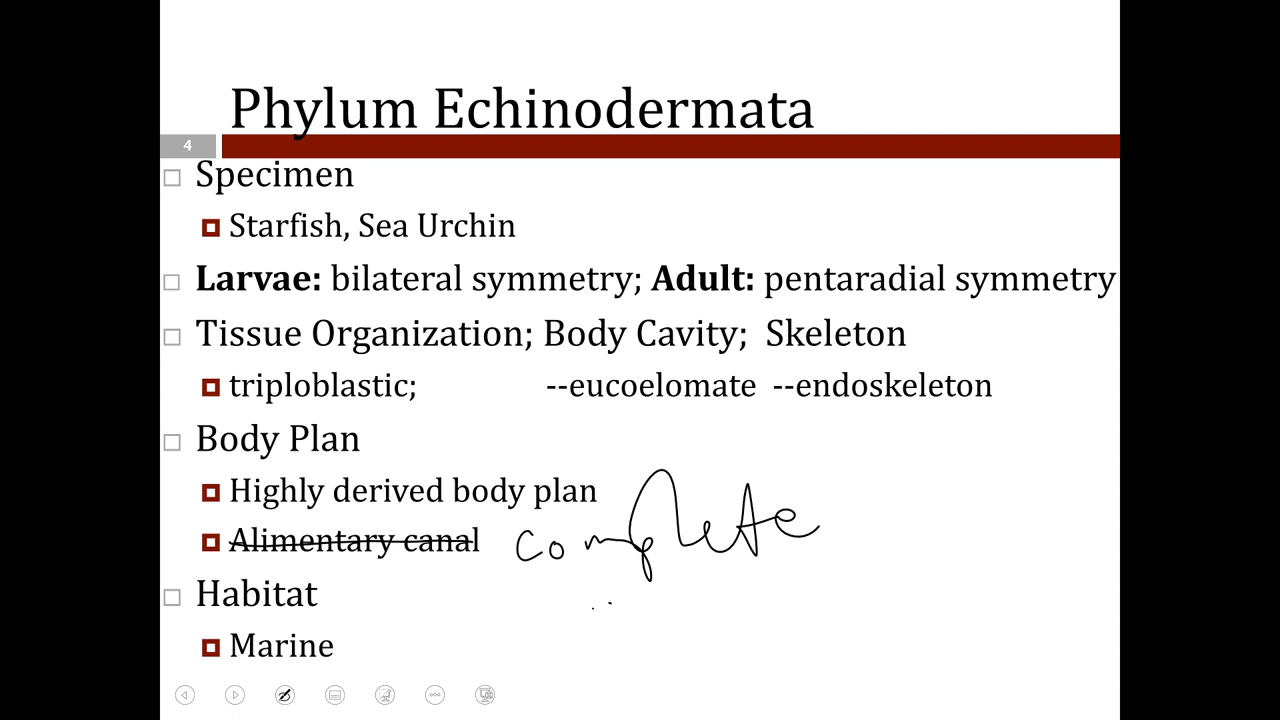 Phylum Echinodermata
4
Specimen
Starfish, Sea Urchin
Larvae: bilateral symmetry; Adult: pentaradial symmetry
Tissue Organization; Body Cavity; Skeleton
triploblastic; --eucoelomate --endoskeleton
Body Plan
Highly derived body plan
Alimentary canal complete
Habitat
Marine